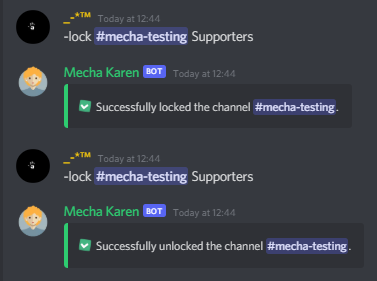 _-*™ Today at 12:44
-lock #mecha-testing Supporters
Mecha Karen BOT Today at 12:44
Successfully locked the channel #mecha-testing.
_-*™ Today at 12:44
-lock #mecha-testing Supporters
Mecha Karen BOT Today at 12:44
Successfully unlocked the channel #mecha-testing.